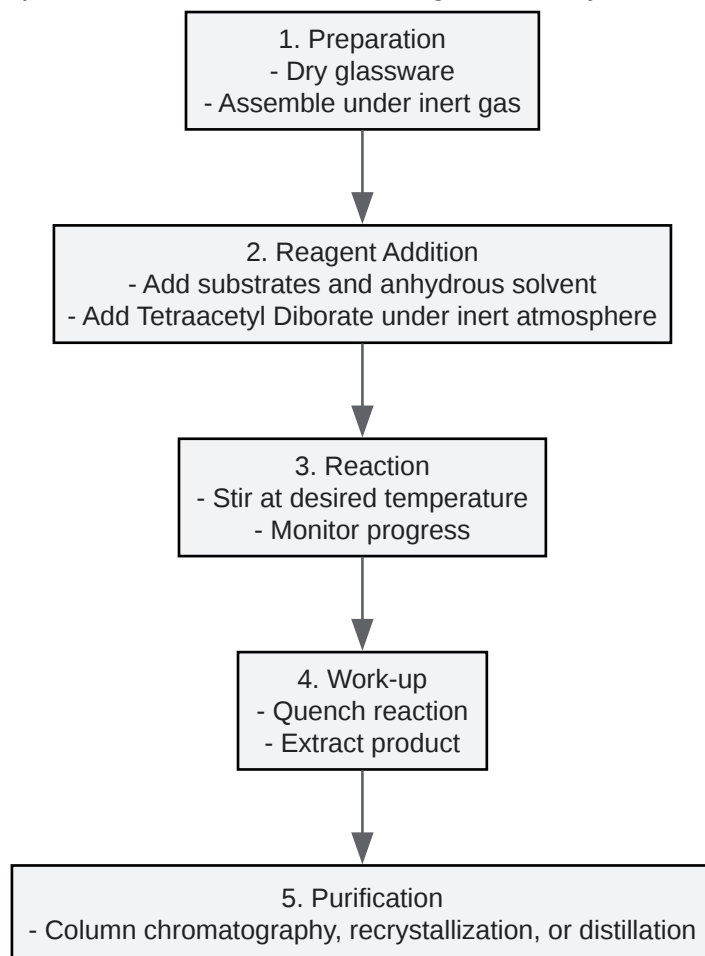 1. Preparation
- Dry glassware
- Assemble under inert gas
2. Reagent Addition
- Add substrates and anhydrous solvent
- Add Tetraacetyl Diborate under inert atmosphere
3. Reaction
- Stir at desired temperature
- Monitor progress
4. Work-up
- Quench reaction
- Extract product
5. Purification
- Column chromatography, recrystallization, or distillation